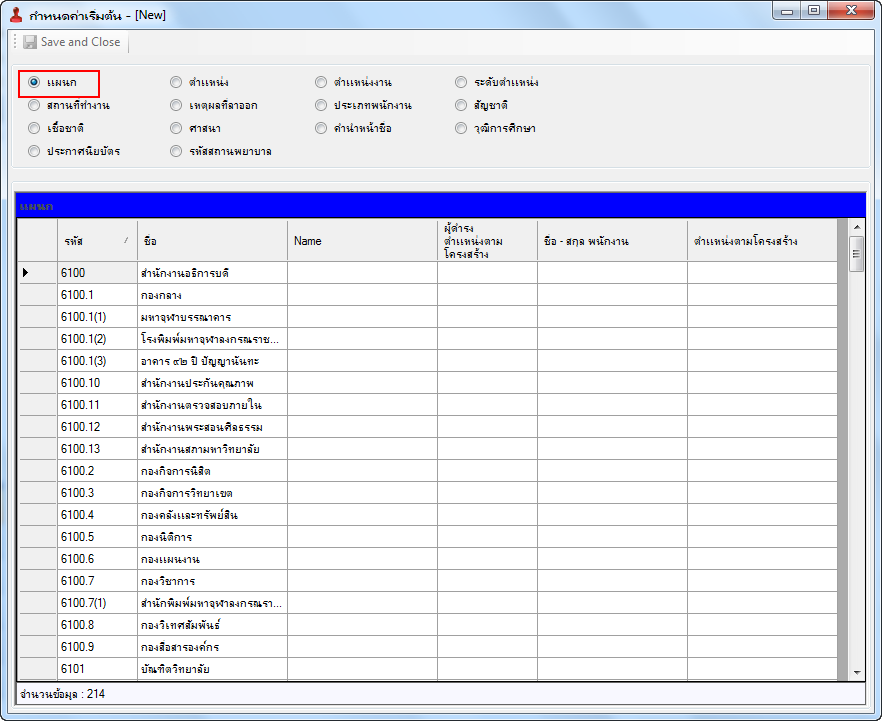 กำหนดค่าเริ่มต้น - [New]
Save and Close
แผนก ตำแหน่ง ตำแหน่งงาน ระดับตำแหน่ง
สถานที่ทำงาน เหตุผลที่ลาออก ประเภทพนักงาน สัญชาติ
เชื้อชาติ ศาสนา คำนำหน้าชื่อ วุฒิการศึกษา
ประกาศนียบัตร รหัสสถานพยาบาล
แผนก
รหัส ชื่อ Name ผู้ดำรง ชื่อ - สกุล พนักงาน ตำแหน่งตามโครงสร้าง
ตำแหน่งตาม
โครงสร้าง
6100 สำนักงานอธิการบดี
6100.1 กองกลาง
6100.1(1) มหาจุฬาบรรณาคาร
6100.1(2) โรงพิมพ์มหาจุฬาลงกรณราช...
6100.1(3) อาคาร ๙๒ ปี ปัญญานันทะ
6100.10 สำนักงานประกันคุณภาพ
6100.11 สำนักงานตรวจสอบภายใน
6100.12 สำนักงานพระสอนศีลธรรม
6100.13 สำนักงานสภามหาวิทยาลัย
6100.2 กองกิจการนิสิต
6100.3 กองกิจการวิทยาเขต
6100.4 กองคลังและทรัพย์สิน
6100.5 กองนิติการ
6100.6 กองแผนงาน
6100.7 กองวิชาการ
6100.7(1) สำนักพิมพ์มหาจุฬาลงกรณรา...
6100.8 กองวิเทศสัมพันธ์
6100.9 กองสื่อสารองค์กร
6101 บัณฑิตวิทยาลัย
จำนวนข้อมูล : 214